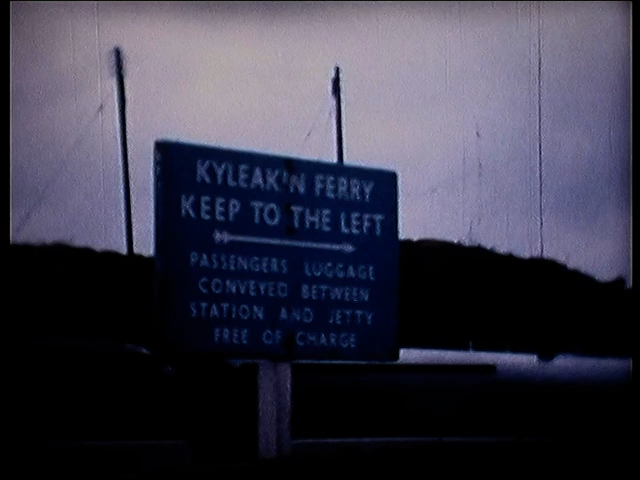 KYLEAK'N FERRY
KEEP TO THE LEFT
PASSENGERS LUGGAGE
CONVEYED BETWEEN
STATION AND JETTY
FREE OF CHARGE